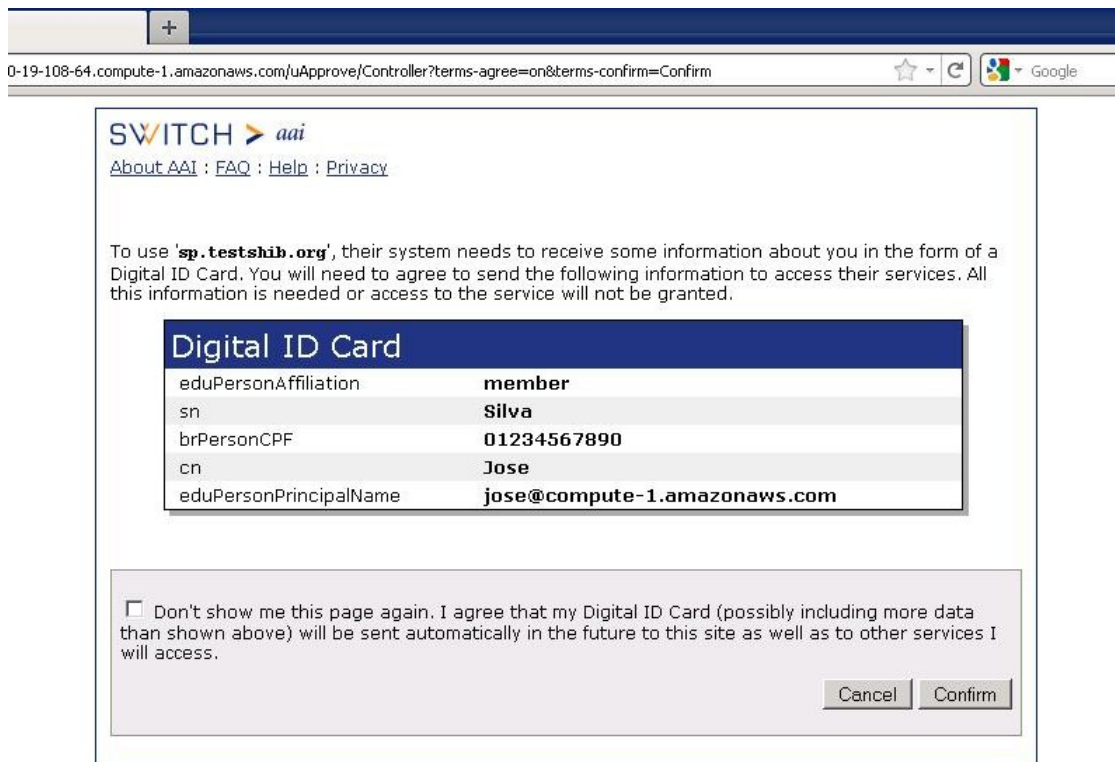 +
0-19-108-64.compute-1.amazonaws.com/uApprove/Controller?terms-agree=on&terms-confirm=Confirm
Google
SWITCH > aai
About AAI : FAQ : Help : Privacy
To use 'sp.testshib.org', their system needs to receive some information about you in the form of a
Digital ID Card. You will need to agree to send the following information to access their services. All
this information is needed or access to the service will not be granted.
Digital ID Card
eduPersonAffiliation member
sn Silva
brPersonCPF 01234567890
cn Jose
eduPersonPrincipalName jose@compute-1.amazonaws.com
Don't show me this page again. I agree that my Digital ID Card (possibly including more data
than shown above) will be sent automatically in the future to this site as well as to other services I
will access.
Cancel Confirm